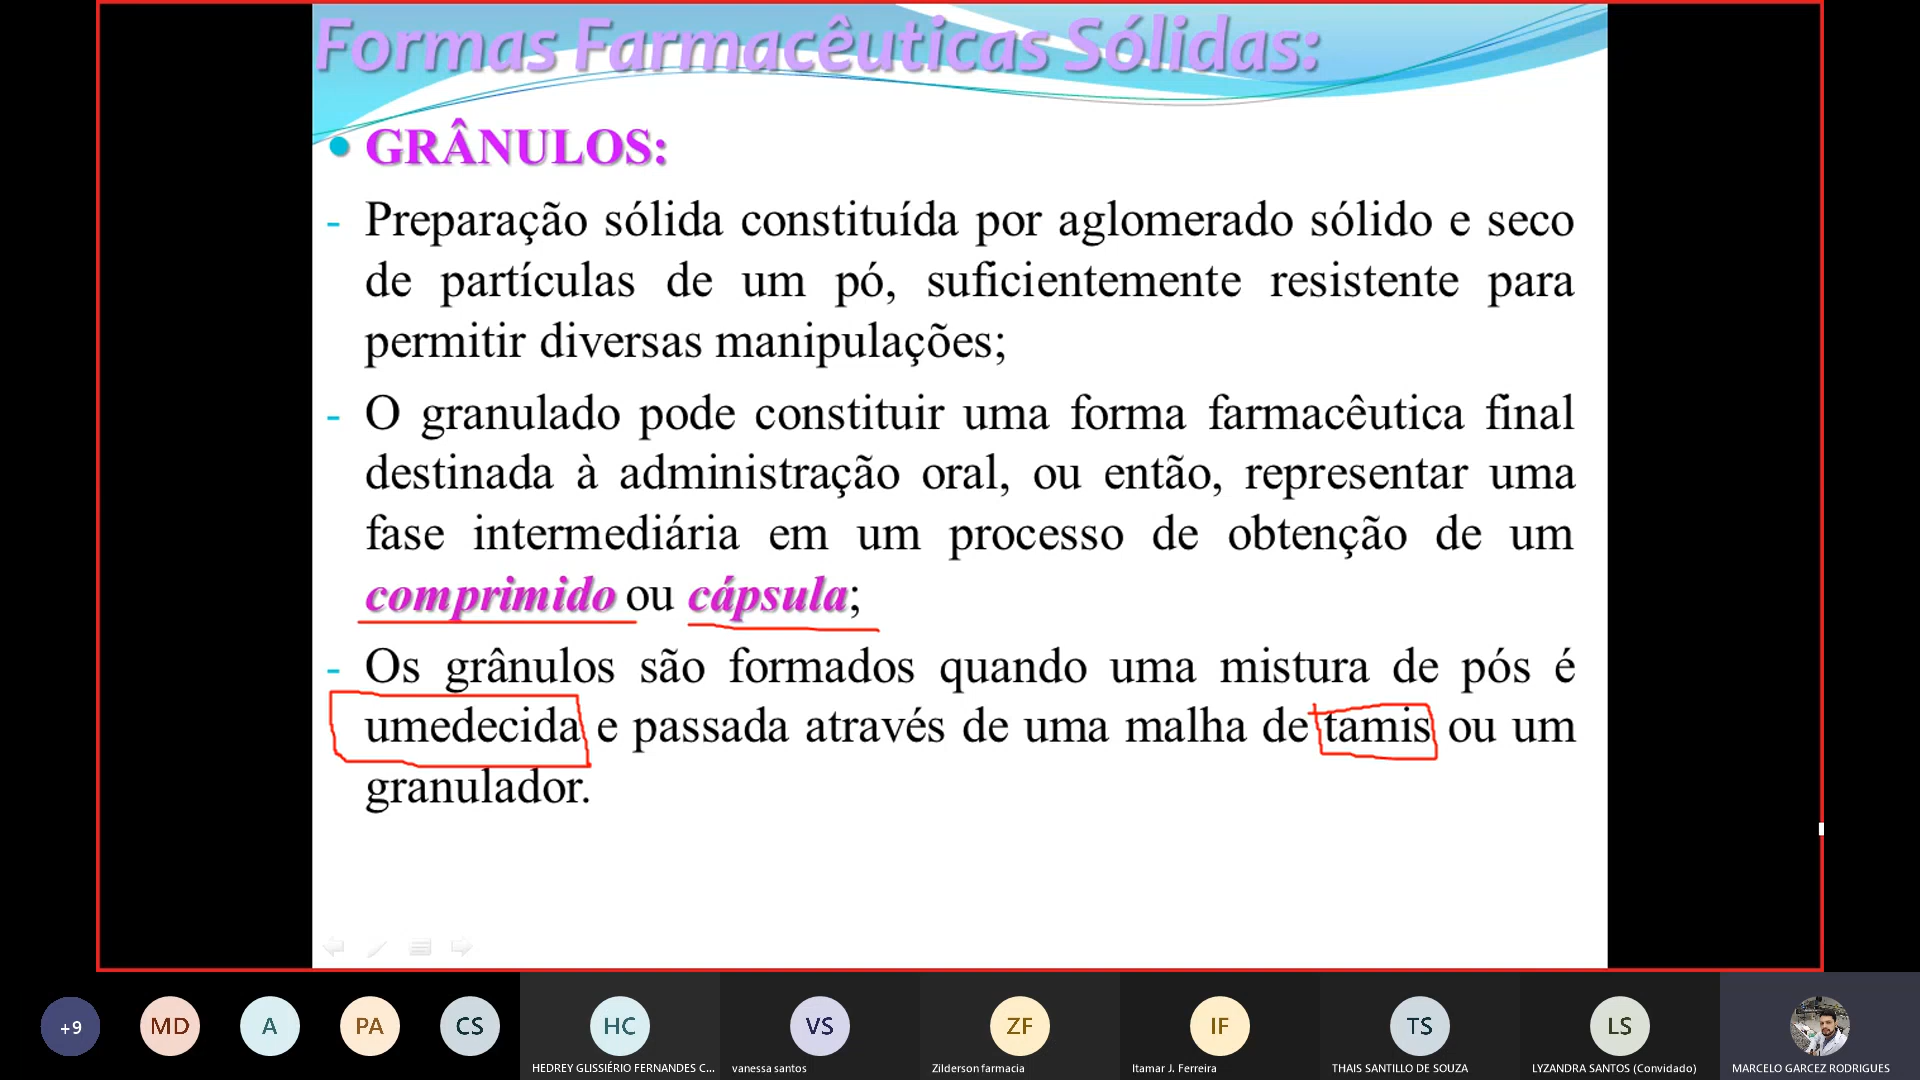 Formas Farmacêuticas Sólidas:
• GRÂNULOS:
- Preparação sólida constituída por aglomerado sólido e seco
de partículas de um pó, suficientemente resistente para
permitir diversas manipulações;
- O granulado pode constituir uma forma farmacêutica final
destinada à administração oral, ou então, representar uma
fase intermediária em um processo de obtenção de um
comprimido ou cápsula;
- Os grânulos são formados quando uma mistura de pós é
umedecida e passada através de uma malha de tamis ou um
granulador.
+9 MD A PA CS HC VS ZF IF TS LS
HEDREY GLISSIÉRIO FERNANDES C... vanessa santos Zilderson farmacia Itamar J. Ferreira THAIS SANTILLO DE SOUZA LYZANDRA SANTOS (Convidado) MARCELO GARCEZ RODRIGUES